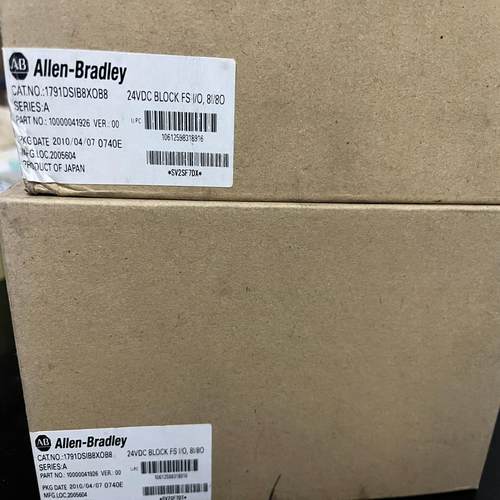 AB Allen-Bradley
CAT.NO.:1791DSIB8XOB8 24VDC BLOCK FS I/O, 8I/8O
SERIES:A
PART NO.: 10000041926 VER.: 00 UPC
10612598318916
PKG DATE 2010/04/07 0740E
MFG.LOC.2005604
PRODUCT OF JAPAN
*SV2SF7DX*
AB Allen-Bradley
CAT.NO.:1791DSIB8XOB8 24VDC BLOCK FS I/O, 8I/8O
SERIES:A
PART NO.: 10000041926 VER.: 00 UPC
10612598318916
PKG DATE 2010/04/07 0740E
MFG.LOC.2005604